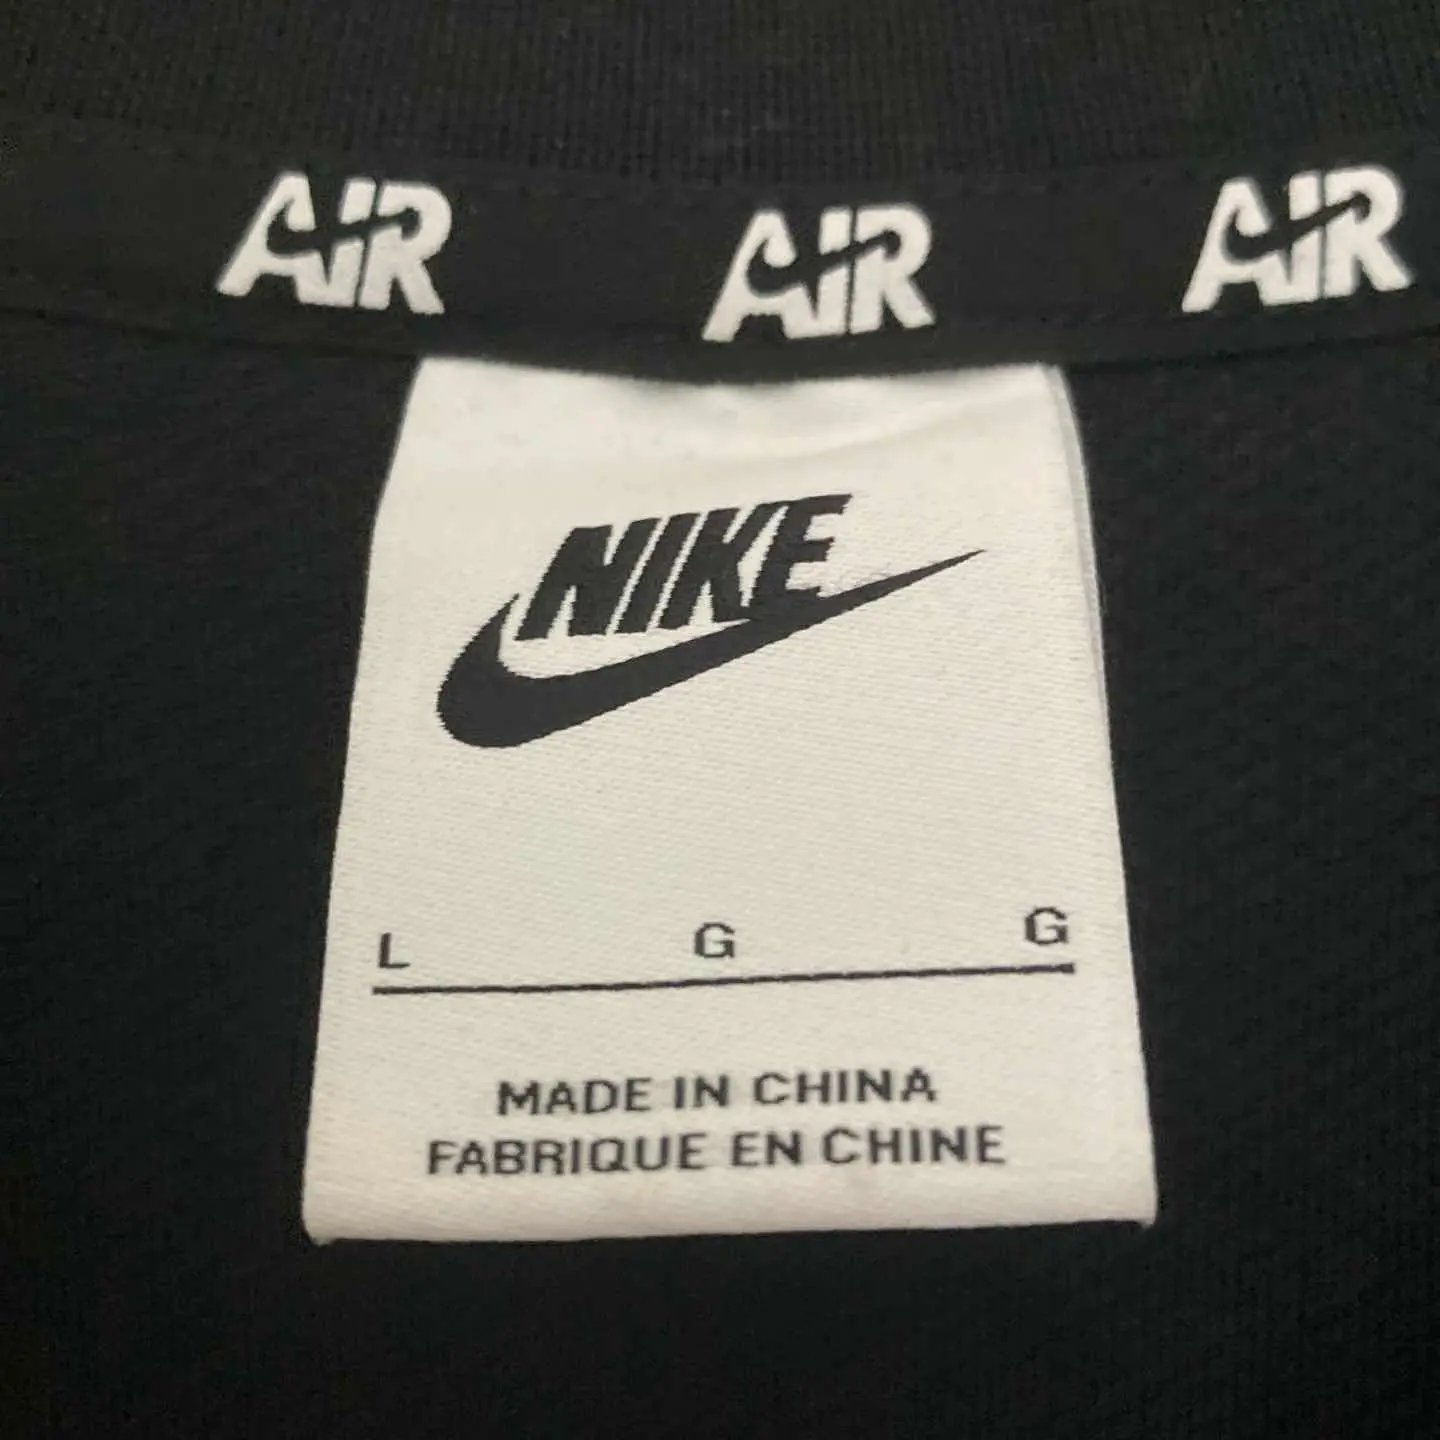 AIR AIR AIR
NIKE
L G G
MADE IN CHINA
FABRIQUE EN CHINE